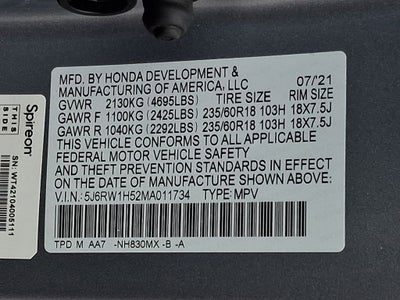 MFD. BY HONDA DEVELOPMENT &
MANUFACTURING OF AMERICA, LLC 07/21
GVWR 2130KG (4695LBS) TIRE SIZE RIM SIZE
GAWR F 1100KG (2425LBS) 235/60R18 103H 18X7.5J
GAWR R 1040KG (2292LBS) 235/60R18 103H 18X7.5J
THIS VEHICLE CONFORMS TO ALL APPLICABLE
FEDERAL MOTOR VEHICLE SAFETY, BUMPER,
AND THEFT PREVENTION STANDARDS IN EFFECT
ON THE DATE OF MANUFACTURE SHOWN ABOVE.
V.I.N: 5J6RW1H52MA011734 TYPE: MPV
TPD M AA7 -NH830MX -B -A
THIS
SIDE
Spireon
SN: W742104605111